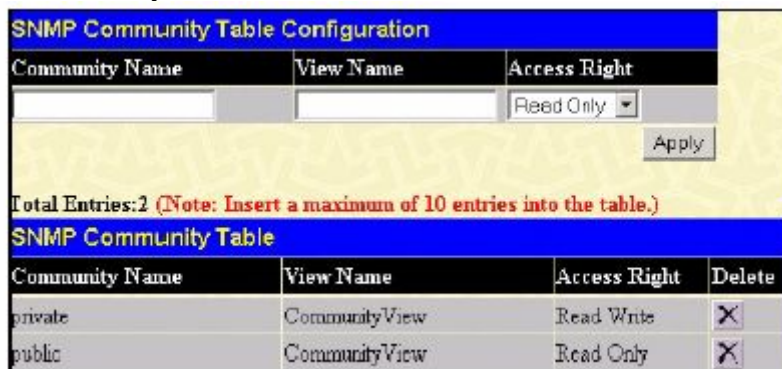 SNMP Community Table Configuration
Community Name View Name Access Right
Read Only
Apply
Total Entries:2 (Note: Insert a maximum of 10 entries into the table.)
SNMP Community Table
Community Name View Name Access Right Delete
private CommunityView Read Write X
public CommunityView Read Only X